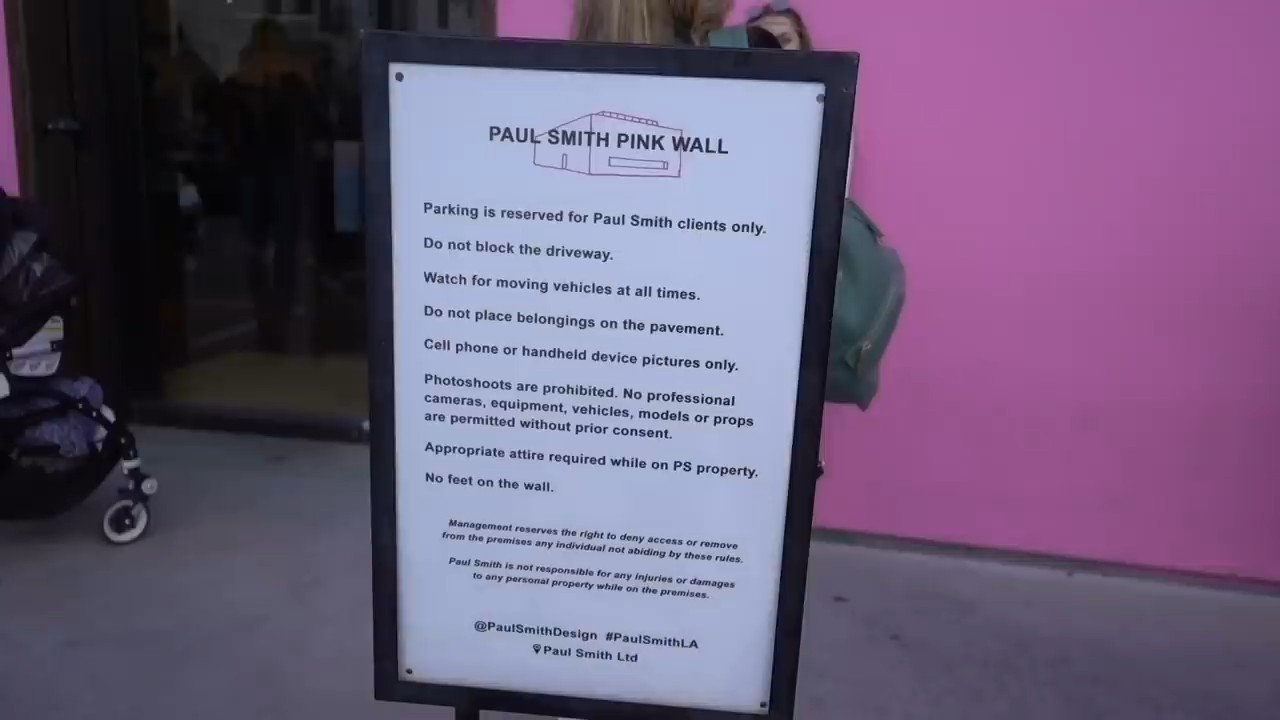 PAUL SMITH PINK WALL
Parking is reserved for Paul Smith clients only.
Do not block the driveway.
Watch for moving vehicles at all times.
Do not place belongings on the pavement.
Cell phone or handheld device pictures only.
Photoshoots are prohibited. No professional
cameras, equipment, vehicles, models or props
are permitted without prior consent.
Appropriate attire required while on PS property.
No feet on the wall.
Management reserves the right to deny access or remove
from the premises any individual not abiding by these rules.
Paul Smith is not responsible for any injuries or damages
to any personal property while on the premises.
@PaulSmithDesign #PaulSmithLA
Paul Smith Ltd